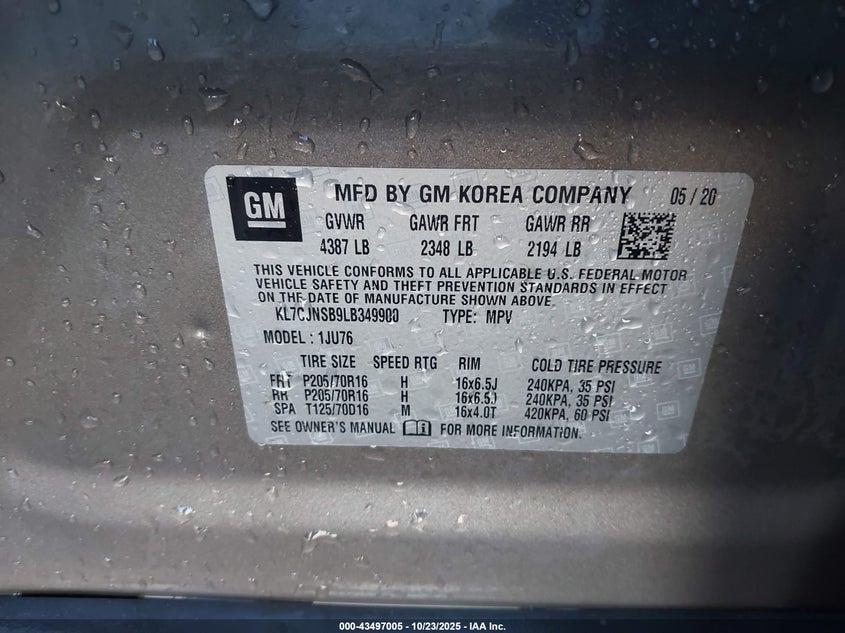 GM MFD BY GM KOREA COMPANY 05 / 20
GVWR GAWR FRT GAWR RR
4387 LB 2348 LB 2194 LB
THIS VEHICLE CONFORMS TO ALL APPLICABLE U.S. FEDERAL MOTOR
VEHICLE SAFETY AND THEFT PREVENTION STANDARDS IN EFFECT
ON THE DATE OF MANUFACTURE SHOWN ABOVE.
KL7CJNSB9LB349900 TYPE: MPV
MODEL : 1JU76
TIRE SIZE SPEED RTG RIM COLD TIRE PRESSURE
FRT P205/70R16 H 16x6.5J 240KPA, 35 PSI
RR P205/70R16 H 16x6.5J 240KPA, 35 PSI
SPA T125/70D16 M 16x4.0T 420KPA, 60 PSI
SEE OWNER'S MANUAL FOR MORE INFORMATION.
000-43497005 - 10/23/2025 - IAA Inc.